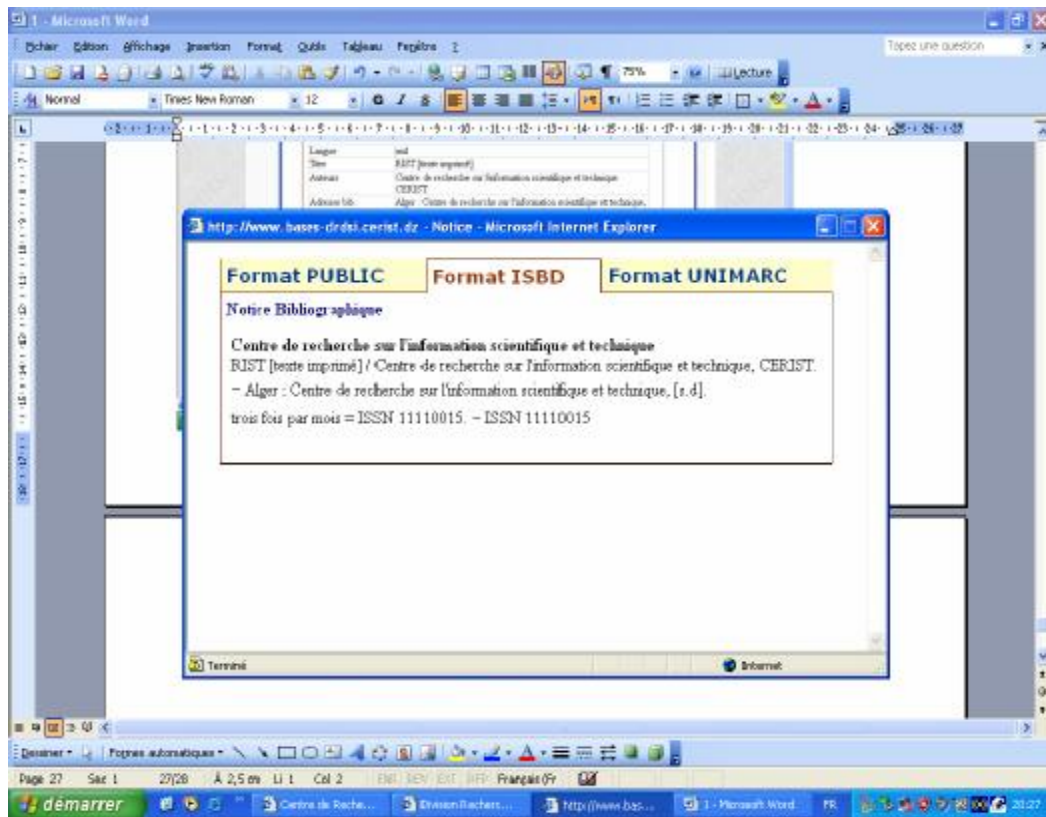 1 - Microsoft Word
Fichier Edition Affichage Insertion Format Outils Tableau Fenêtre ?
Tapez une question
75%
Lecture
Normal
Times New Roman
12
G I S
Langue
Titre RIST [texte imprimé]
Auteurs Centre de recherche sur l'information scientifique et technique
CERIST
Adresse bib. Alger : Centre de recherche sur l'information scientifique et technique,
http://www.bases-drdsi.cerist.dz - Notice - Microsoft Internet Explorer
Format PUBLIC
Format ISBD
Format UNIMARC
Notice Bibliographique
Centre de recherche sur l'information scientifique et technique
RIST [texte imprimé] / Centre de recherche sur l'information scientifique et technique, CERIST.
– Alger : Centre de recherche sur l'information scientifique et technique, [s.d].
trois fois par mois = ISSN 11110015. – ISSN 11110015
Terminé
Internet
Dessiner
Formes automatiques
Page 27 Sec 1 27/28 À 2,5 cm Li 1 Col 2 ENR REV EXT RFP Français (Fr
démarrer
Centre de Reche...
Division Recherc...
http://www.bas...
1 - Microsoft Word
FR
20:27